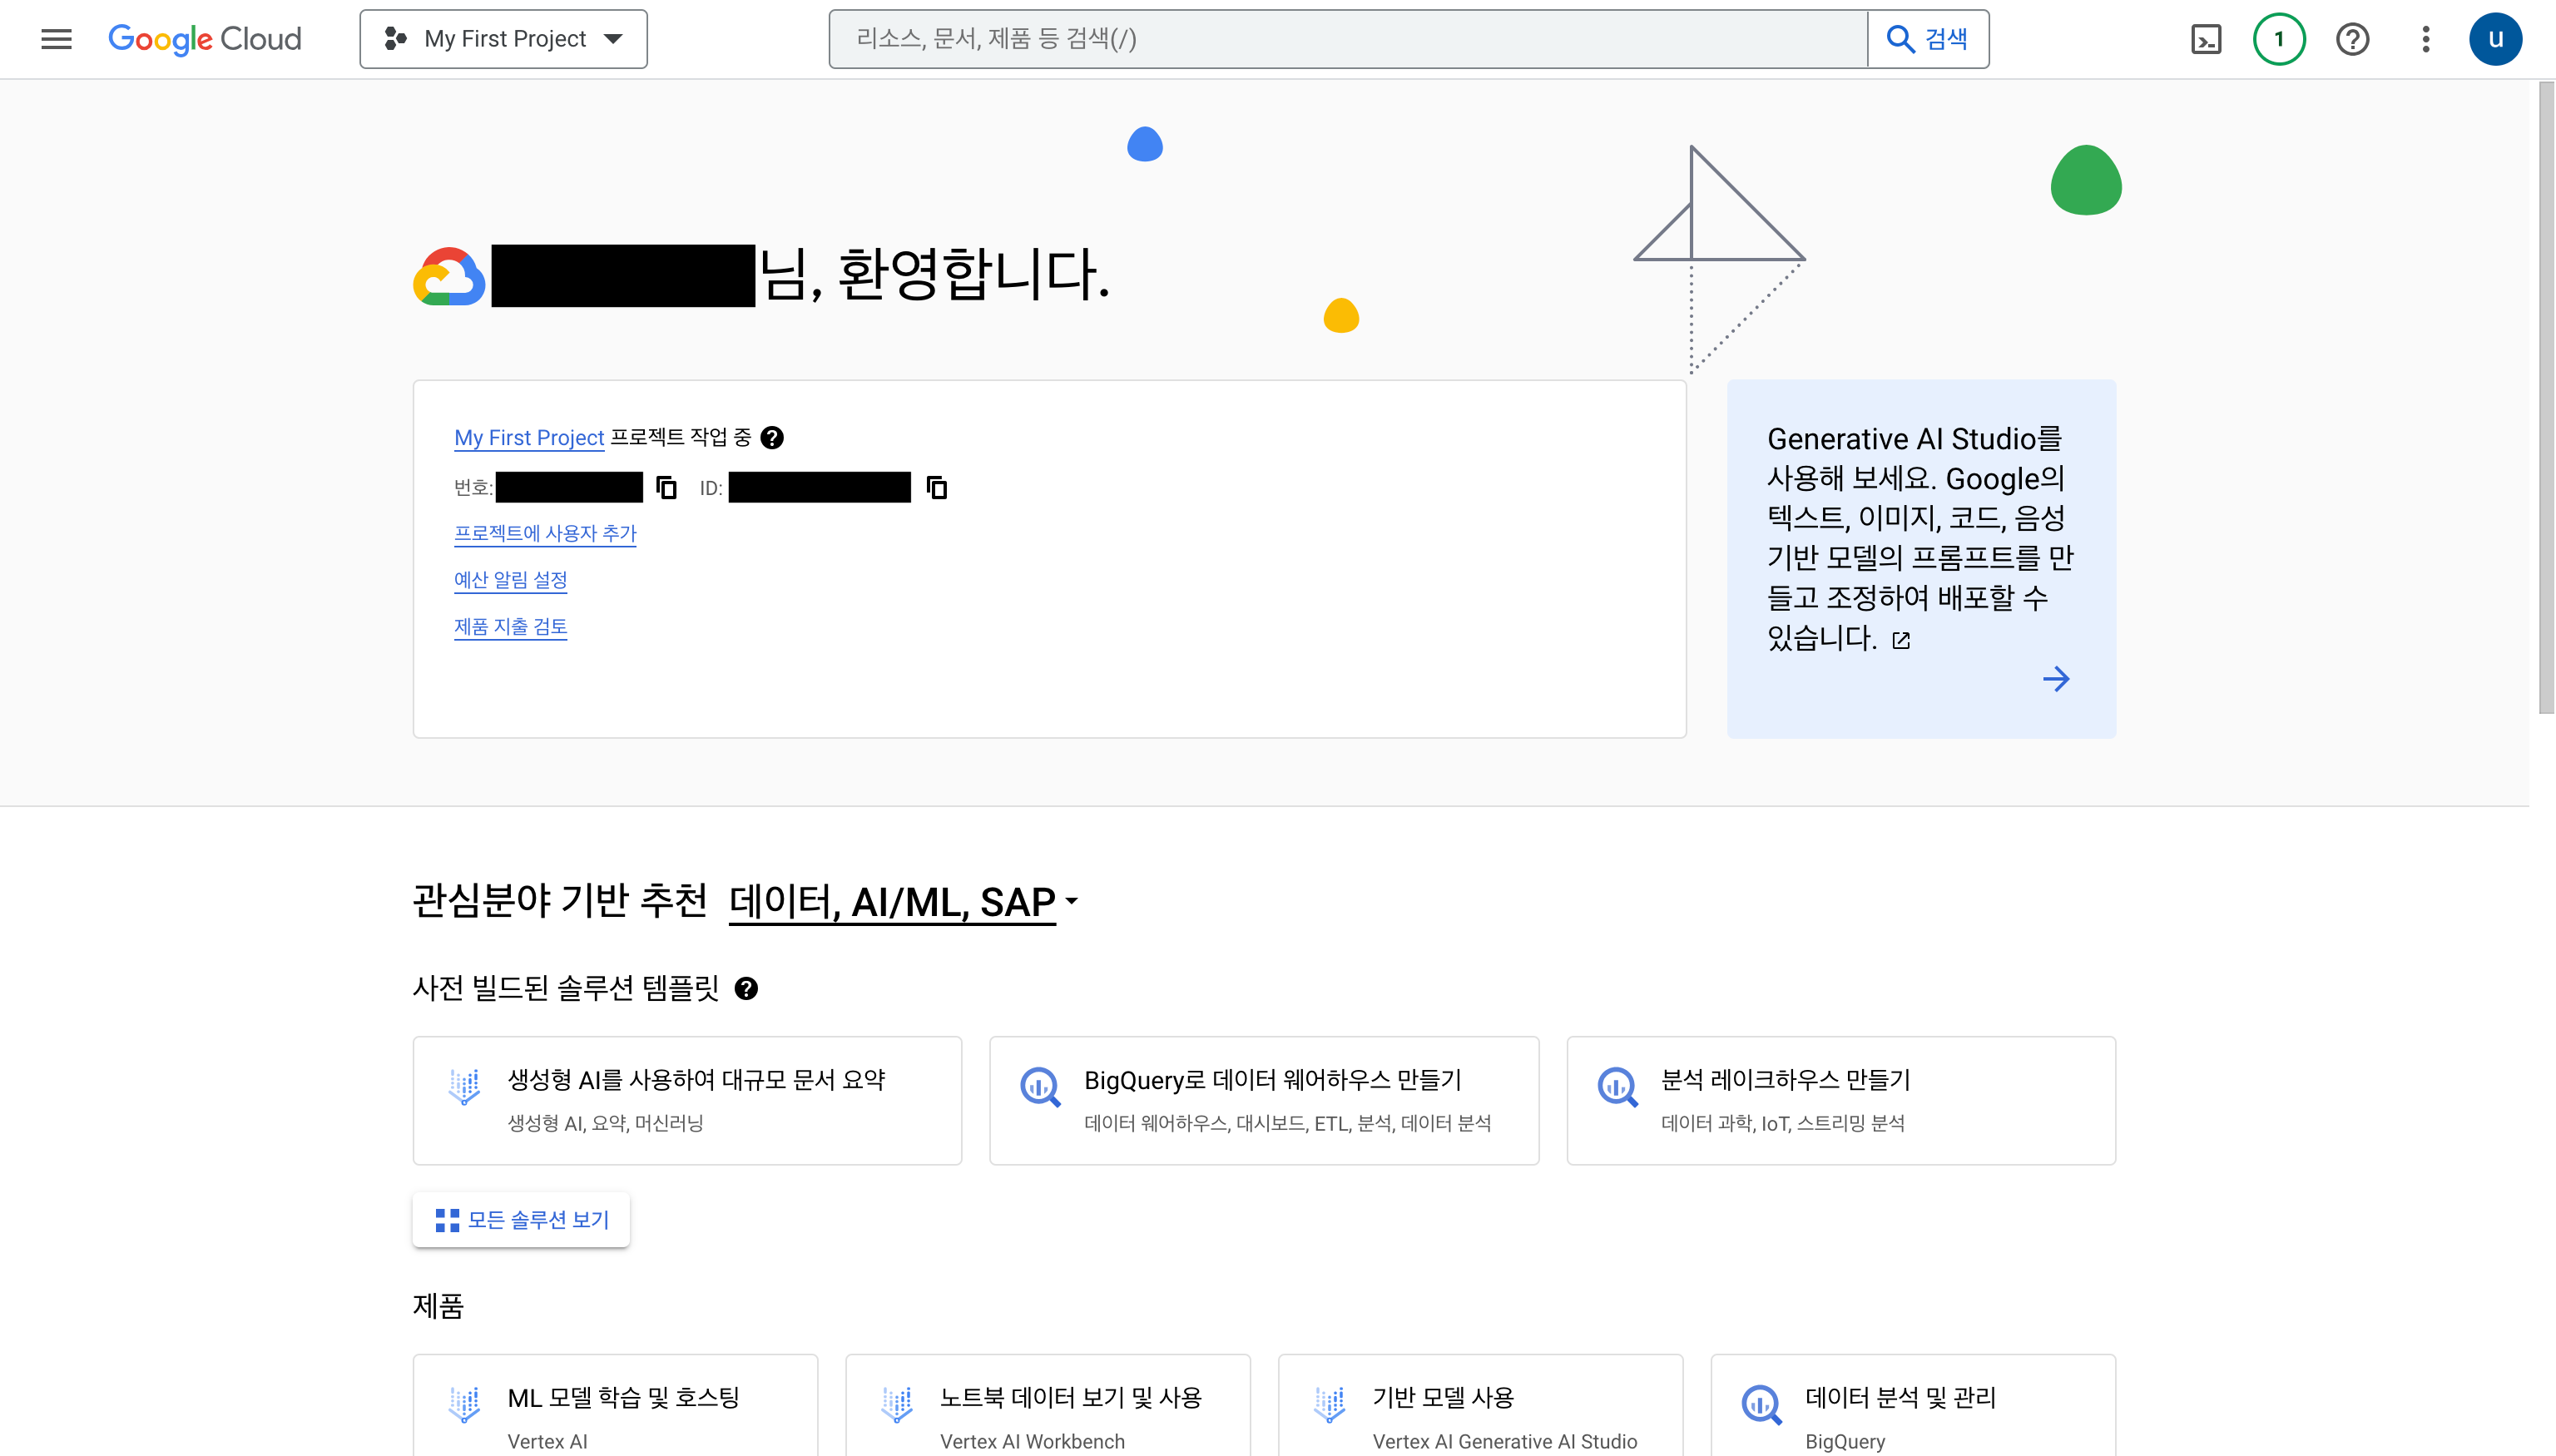 Google Cloud
My First Project
리소스, 문서, 제품 등 검색(/)
검색
1
u
님, 환영합니다.
My First Project 프로젝트 작업 중
번호:
ID:
프로젝트에 사용자 추가
예산 알림 설정
제품 지출 검토
Generative AI Studio를
사용해 보세요. Google의
텍스트, 이미지, 코드, 음성
기반 모델의 프롬프트를 만
들고 조정하여 배포할 수
있습니다.
관심분야 기반 추천 데이터, AI/ML, SAP
사전 빌드된 솔루션 템플릿
생성형 AI를 사용하여 대규모 문서 요약
생성형 AI, 요약, 머신러닝
BigQuery로 데이터 웨어하우스 만들기
데이터 웨어하우스, 대시보드, ETL, 분석, 데이터 분석
분석 레이크하우스 만들기
데이터 과학, IoT, 스트리밍 분석
모든 솔루션 보기
제품
ML 모델 학습 및 호스팅
Vertex AI
노트북 데이터 보기 및 사용
Vertex AI Workbench
기반 모델 사용
Vertex AI Generative AI Studio
데이터 분석 및 관리
BigQuery